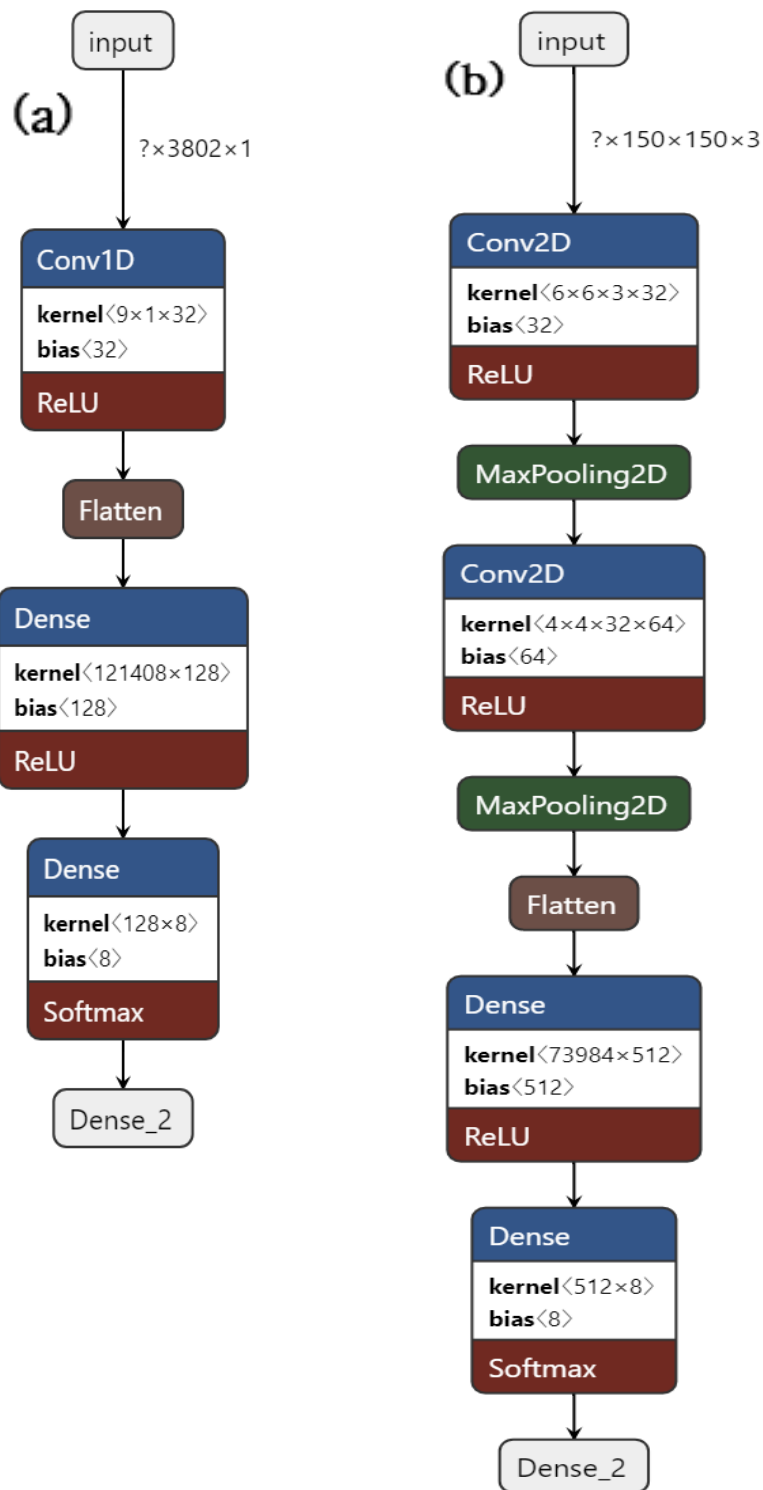 (a)
input
?×3802×1
Conv1D
kernel〈9×1×32〉
bias〈32〉
ReLU
Flatten
Dense
kernel〈121408×128〉
bias〈128〉
ReLU
Dense
kernel〈128×8〉
bias〈8〉
Softmax
Dense_2
(b)
input
?×150×150×3
Conv2D
kernel〈6×6×3×32〉
bias〈32〉
ReLU
MaxPooling2D
Conv2D
kernel〈4×4×32×64〉
bias〈64〉
ReLU
MaxPooling2D
Flatten
Dense
kernel〈73984×512〉
bias〈512〉
ReLU
Dense
kernel〈512×8〉
bias〈8〉
Softmax
Dense_2